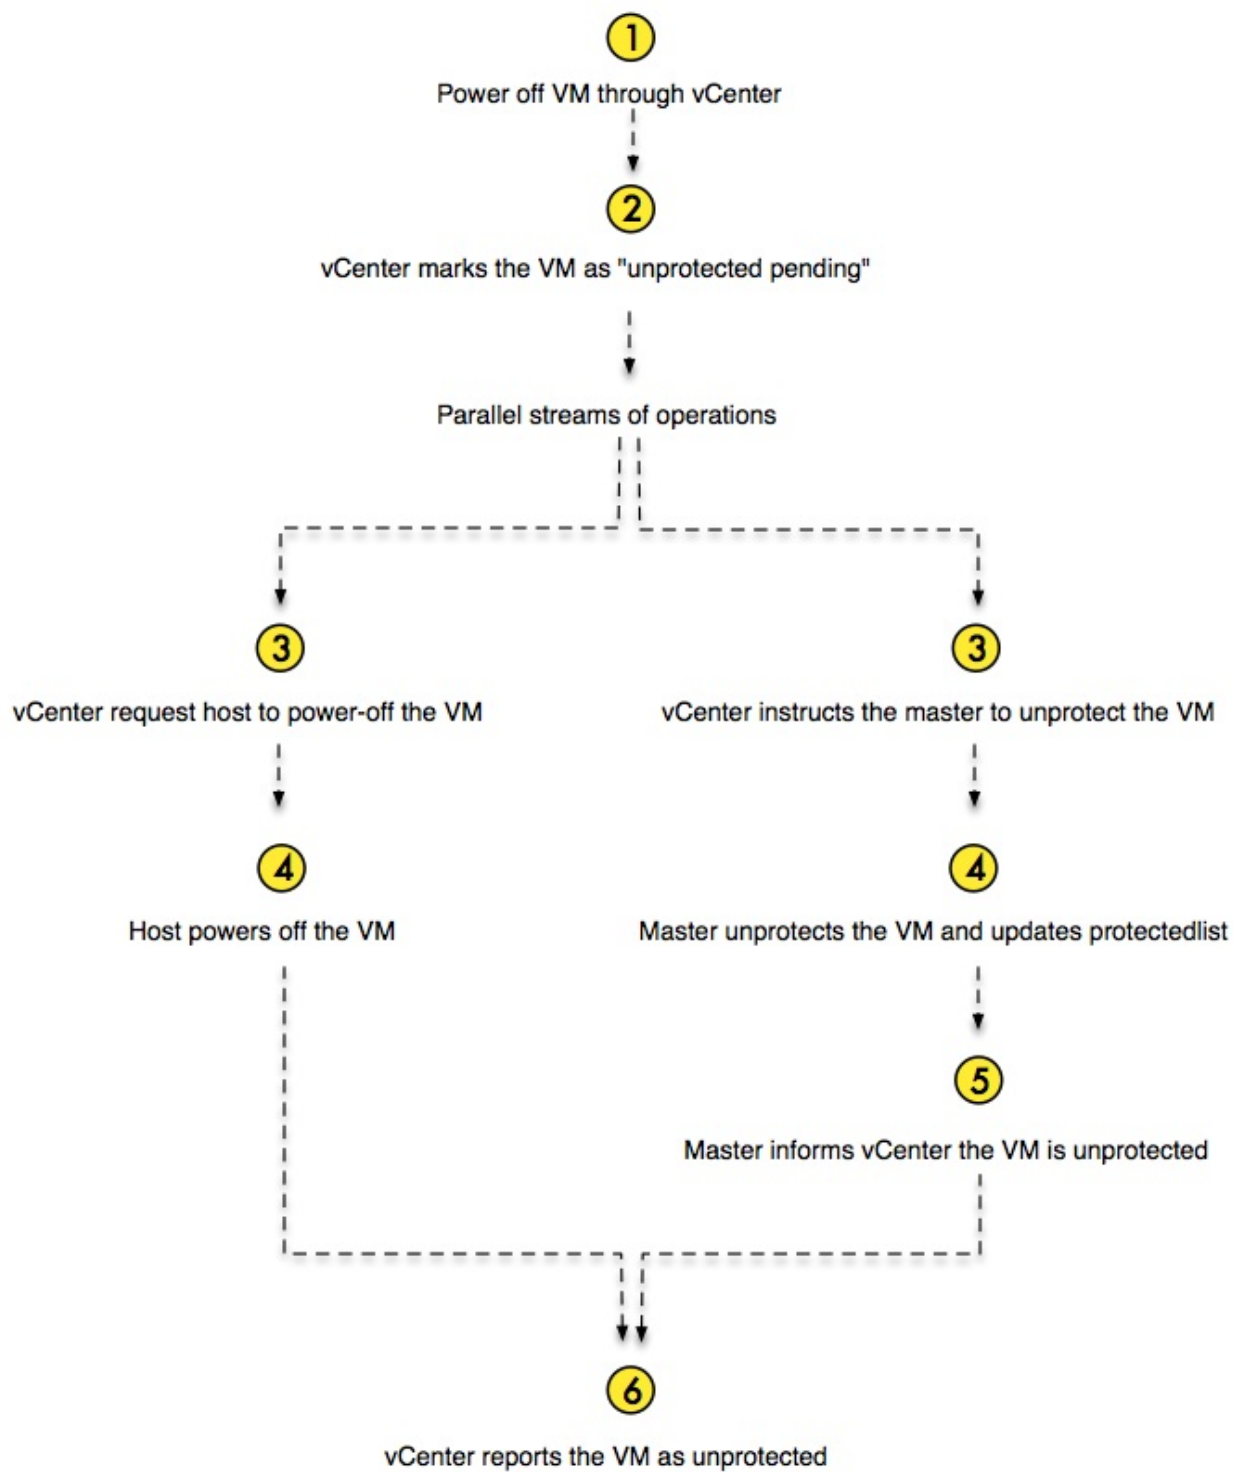 1
Power off VM through vCenter
2
vCenter marks the VM as "unprotected pending"
Parallel streams of operations
3
vCenter request host to power-off the VM
4
Host powers off the VM
3
vCenter instructs the master to unprotect the VM
4
Master unprotects the VM and updates protectedlist
5
Master informs vCenter the VM is unprotected
6
vCenter reports the VM as unprotected